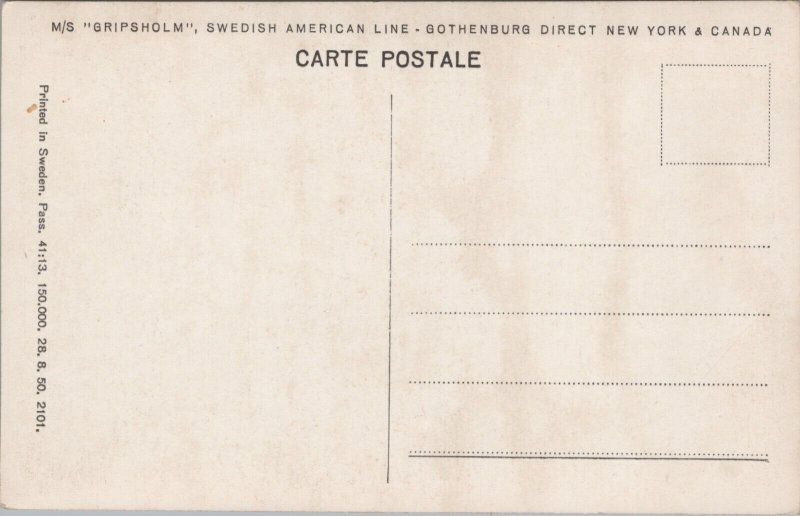 M/S "GRIPSHOLM", SWEDISH AMERICAN LINE - GOTHENBURG DIRECT NEW YORK & CANADA
CARTE POSTALE
Printed in Sweden. Pass. 41:13. 150.000. 28. 8. 50. 2101.